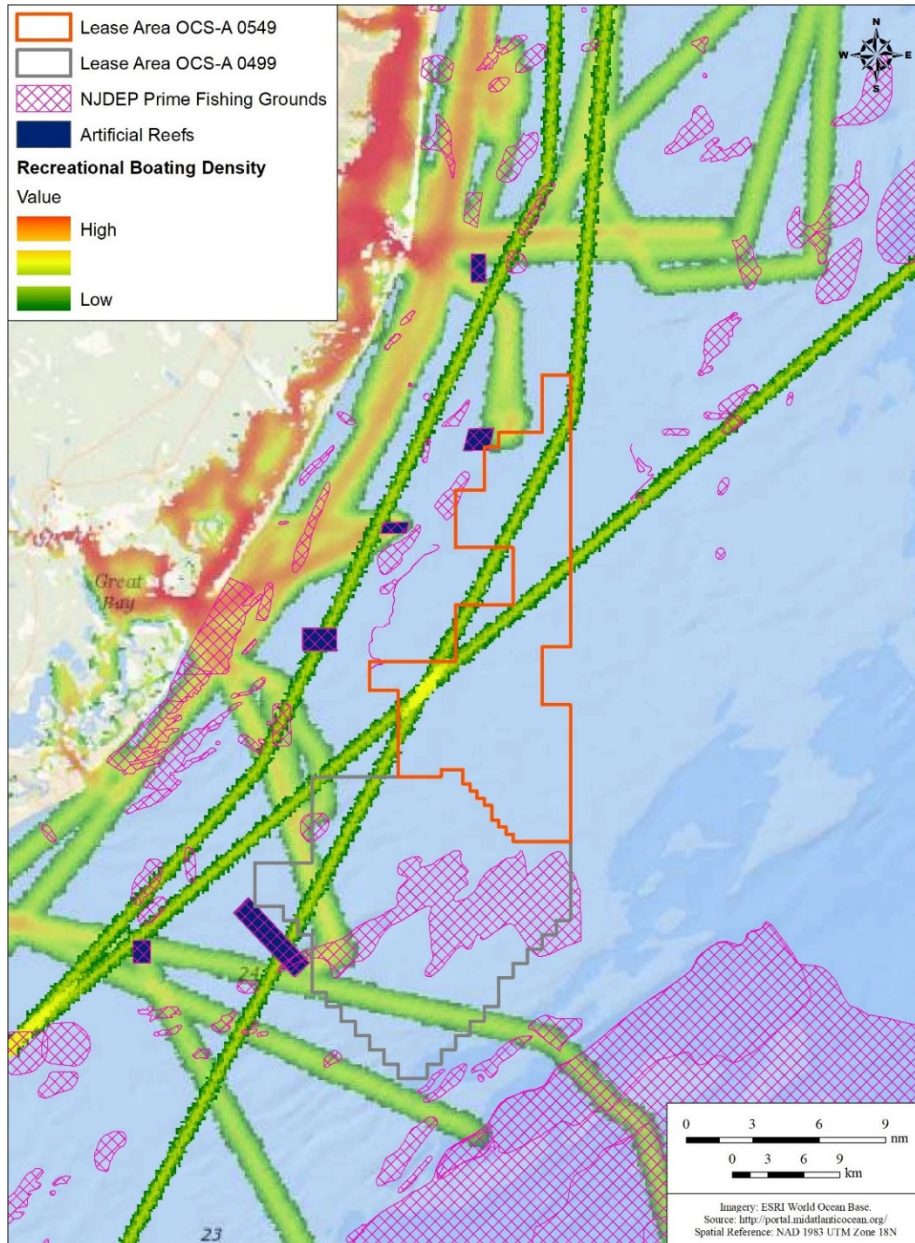 Lease Area OCS-A 0549
Lease Area OCS-A 0499
NJDEP Prime Fishing Grounds
Artificial Reefs
Recreational Boating Density
Value
High
Low
N
W
E
S
Great
Bay
24
23
0 3 6 9
nm
0 3 6 9
km
Imagery: ESRI World Ocean Base.
Source: http://portal.midatlanticocean.org/
Spatial Reference: NAD 1983 UTM Zone 18N